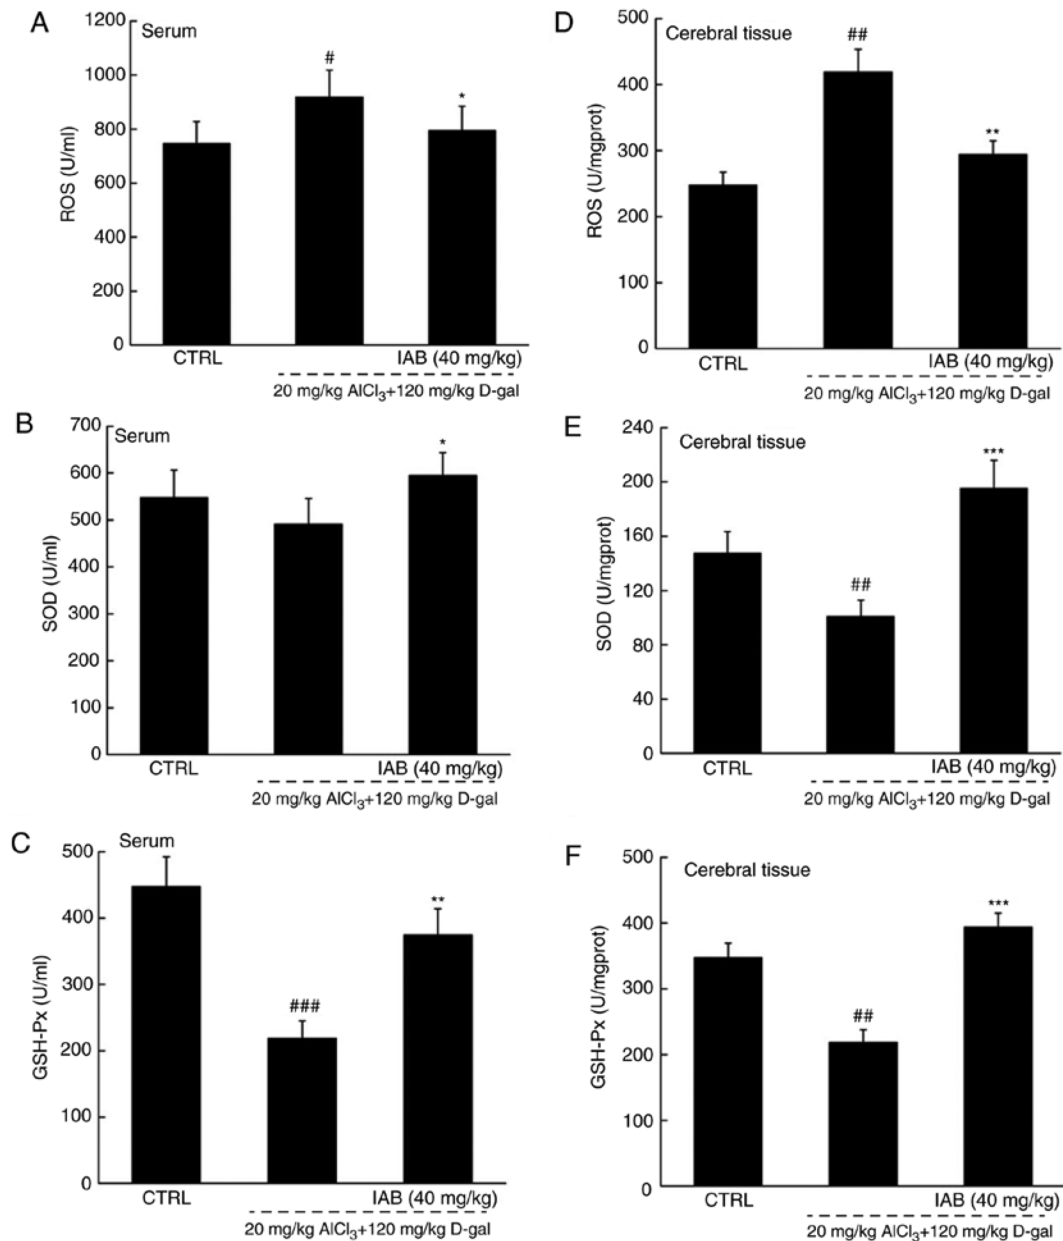 A
Serum
1200
1000
800
600
400
200
0
ROS (U/ml)
#
*
CTRL
IAB (40 mg/kg)
20 mg/kg AlCl₃+120 mg/kg D-gal
D
Cerebral tissue
500
400
300
200
100
0
ROS (U/mgprot)
##
**
CTRL
IAB (40 mg/kg)
20 mg/kg AlCl₃+120 mg/kg D-gal
B
Serum
700
600
500
400
300
200
100
0
SOD (U/ml)
*
CTRL
IAB (40 mg/kg)
20 mg/kg AlCl₃+120 mg/kg D-gal
E
Cerebral tissue
240
200
160
120
80
40
0
SOD (U/mgprot)
##
***
CTRL
IAB (40 mg/kg)
20 mg/kg AlCl₃+120 mg/kg D-gal
C
Serum
500
400
300
200
100
0
GSH-Px (U/ml)
###
**
CTRL
IAB (40 mg/kg)
20 mg/kg AlCl₃+120 mg/kg D-gal
F
Cerebral tissue
500
400
300
200
100
0
GSH-Px (U/mgprot)
##
***
CTRL
IAB (40 mg/kg)
20 mg/kg AlCl₃+120 mg/kg D-gal